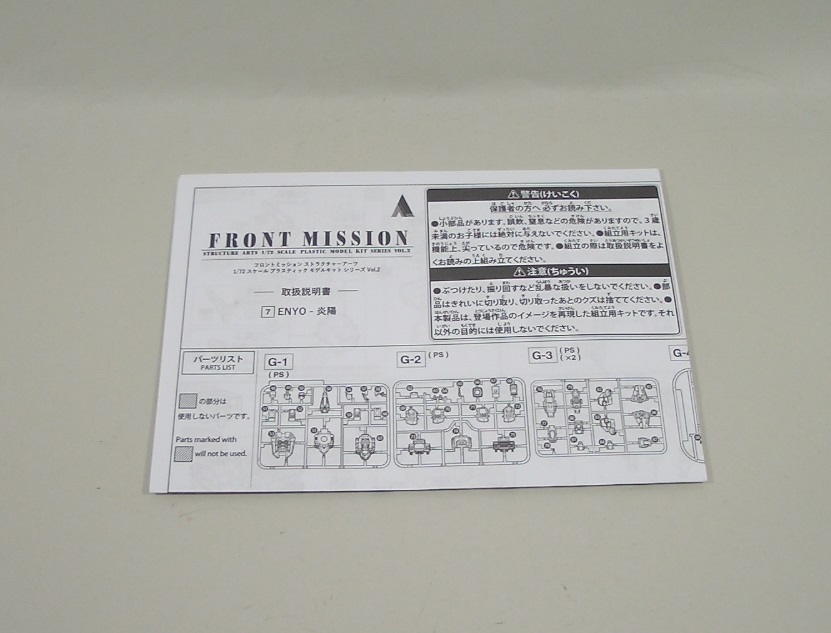 FRONT MISSION
STRUCTURE ARTS 1/72 SCALE PLASTIC MODEL KIT SERIES VOL.2
フロントミッション ストラクチャーアーツ
1/72 スケール プラスティック モデルキット シリーズ Vol.2
取扱説明書
7 ENYO - 炎陽
⚠警告(けいこく)
保護者の方へ必ずお読み下さい。
●小部品があります。誤飲、窒息などの危険がありますので、3歳
未満のお子様には絶対に与えないでください。●組立用キットは、
機能上、尖っているので危険です。●組立の際は取扱説明書をよ
くお読みの上組み立てください。
⚠注意(ちゅうい)
●ぶつけたり、振り回すなど乱暴な扱いをしないでください。●部
品はきれいに切り取り、切り取ったあとのクズは捨ててください。●
本製品は、登場作品のイメージを再現した組立用キットです。それ
以外の目的には使用しないでください。
パーツリスト
PARTS LIST
の部分は
使用しないパーツです。
Parts marked with
will not be used.
G-1
(PS)
G-2 (PS)
G-3 (PS)
(×2)
G-4